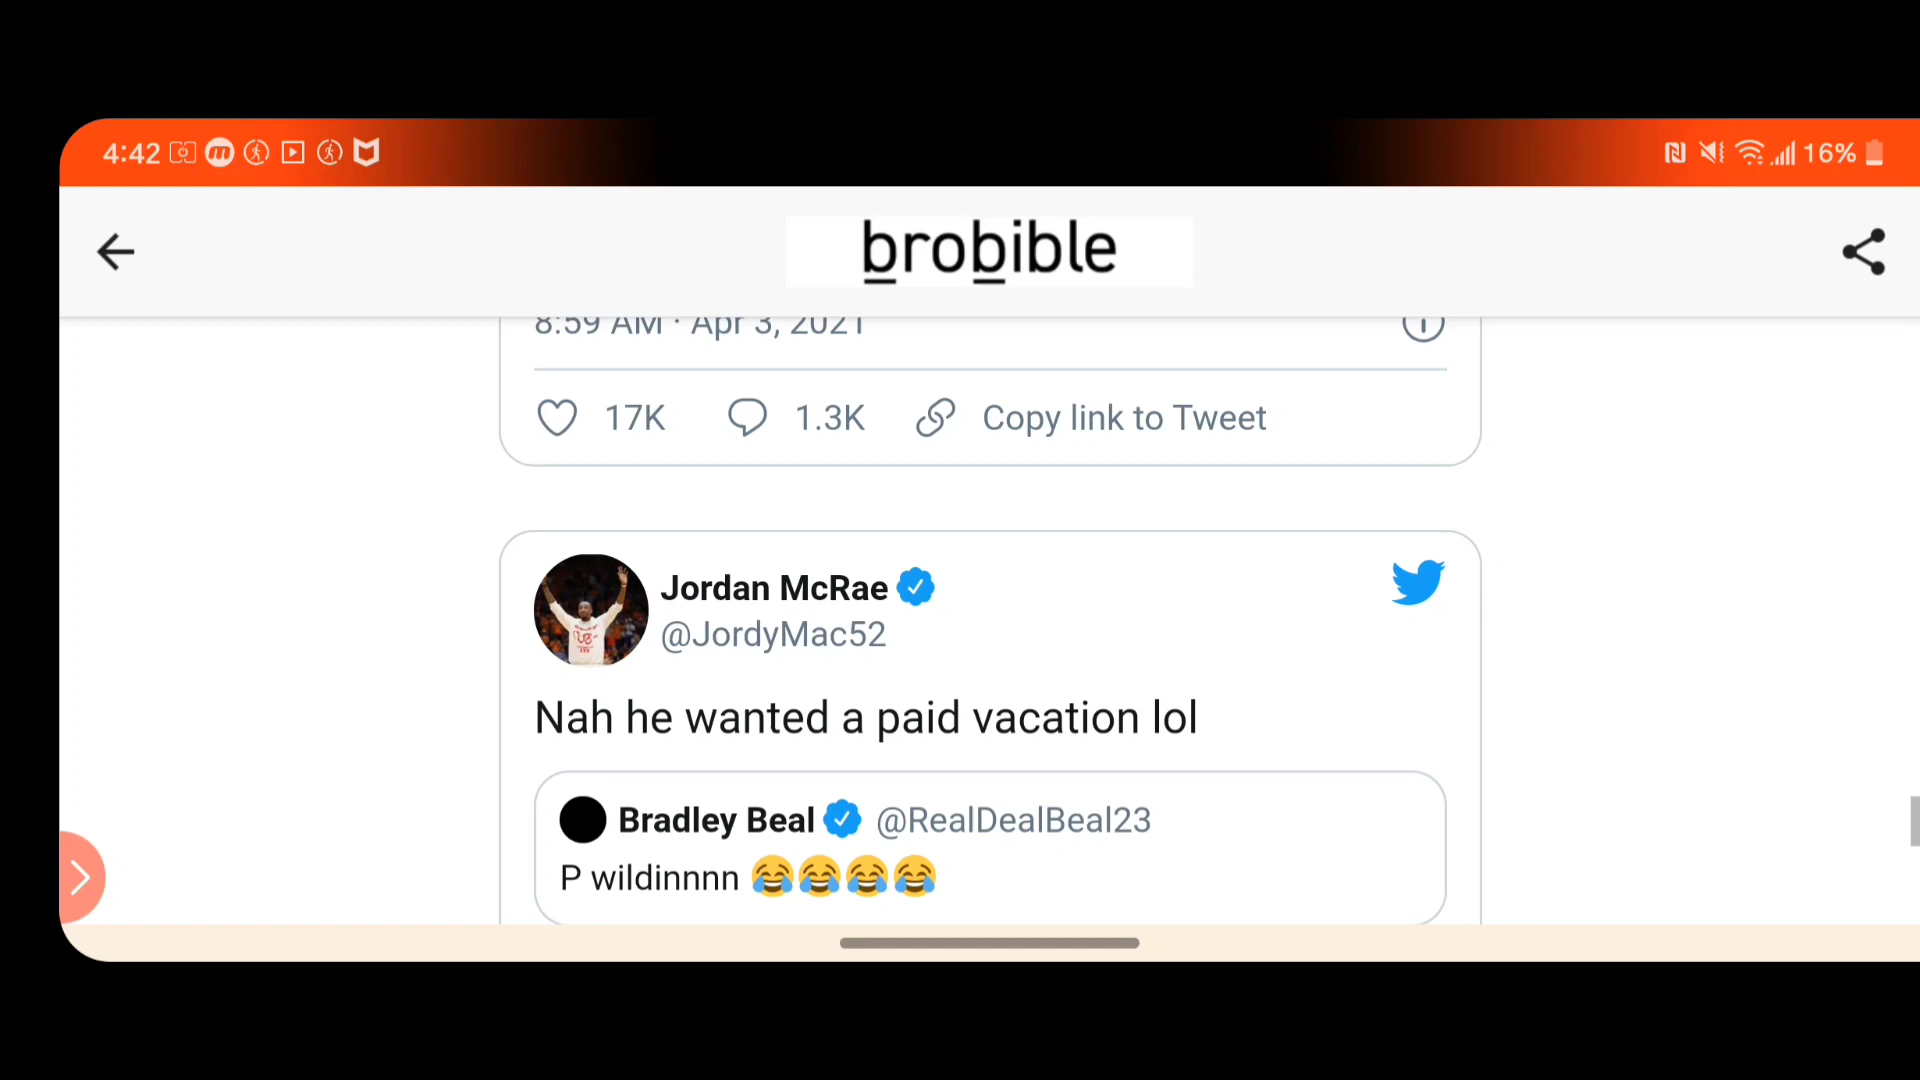 4:42
16%
brobible
8:59 AM · Apr 3, 2021
17K 1.3K Copy link to Tweet
Jordan McRae
@JordyMac52
Nah he wanted a paid vacation lol
Bradley Beal @RealDealBeal23
P wildinnnn 😂😂😂😂